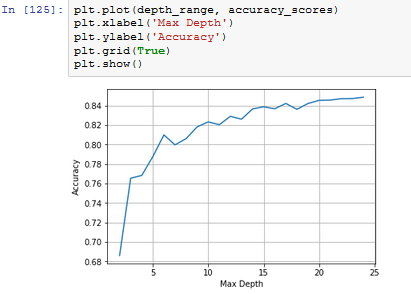 In [125]: plt.plot(depth_range, accuracy_scores)
plt.xlabel('Max Depth')
plt.ylabel('Accuracy')
plt.grid(True)
plt.show()
0.84
0.82
0.80
0.78
0.76
0.74
0.72
0.70
0.68
Accuracy
5 10 15 20 25
Max Depth